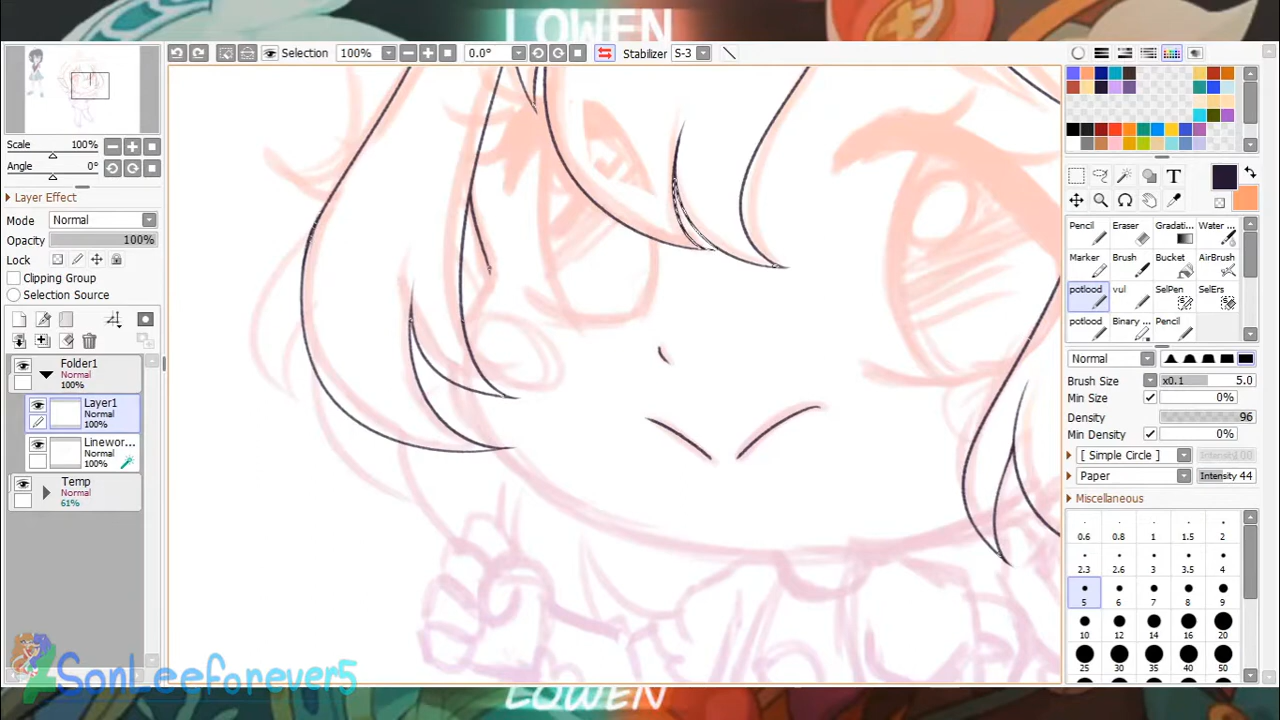 LOWEN
Selection 100% 0.0° Stabilizer S-3
Scale 100%
Angle 0°
Layer Effect
Mode Normal
Opacity 100%
Lock
Clipping Group
Selection Source
Folder1
Normal
100%
Layer1
Normal
100%
Linewor...
Normal
100%
Temp
Normal
61%
T
Pencil Eraser Gradati... Water ...
Marker Brush Bucket AirBrush
potlood vul SelPen SelErs
potlood Binary ... Pencil
Normal
Brush Size x0.1 5.0
Min Size 0%
Density 96
Min Density 0%
[ Simple Circle ] Intensity 100
Paper Intensity 44
Miscellaneous
0.6 0.8 1 1.5 2
2.3 2.6 3 3.5 4
5 6 7 8 9
10 12 14 16 20
25 30 35 40 50
SonLeeforever5
LOWEN